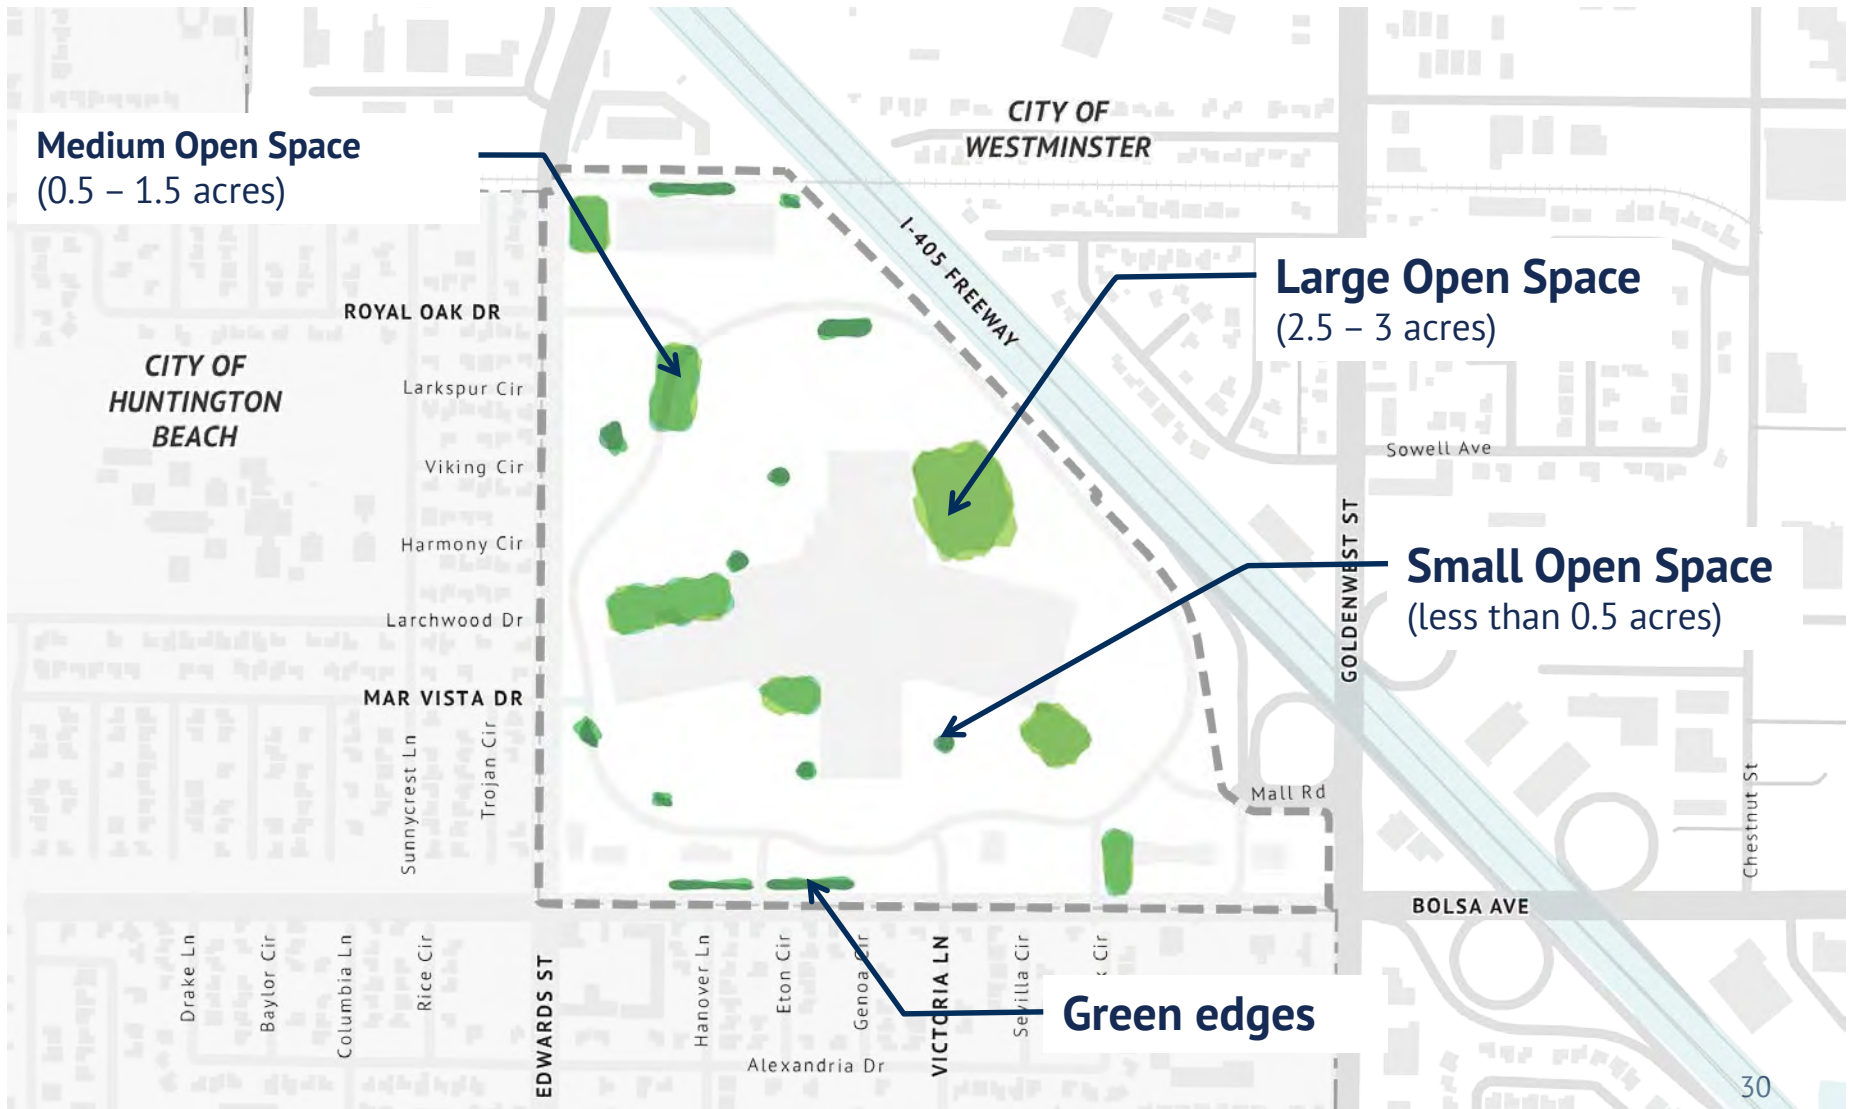 CITY OF
WESTMINSTER
Medium Open Space
(0.5 – 1.5 acres)
I-405 FREEWAY
Large Open Space
(2.5 – 3 acres)
ROYAL OAK DR
CITY OF
HUNTINGTON
BEACH
Larkspur Cir
Viking Cir
Sowell Ave
Harmony Cir
GOLDENWEST ST
Small Open Space
(less than 0.5 acres)
Larchwood Dr
MAR VISTA DR
Sunnycrest Ln
Trojan Cir
Mall Rd
Chestnut St
BOLSA AVE
Drake Ln
Baylor Cir
Columbia Ln
Rice Cir
EDWARDS ST
Hanover Ln
Eton Cir
Genoa Cir
VICTORIA LN
Sevilla Cir
Cir
Green edges
Alexandria Dr
30